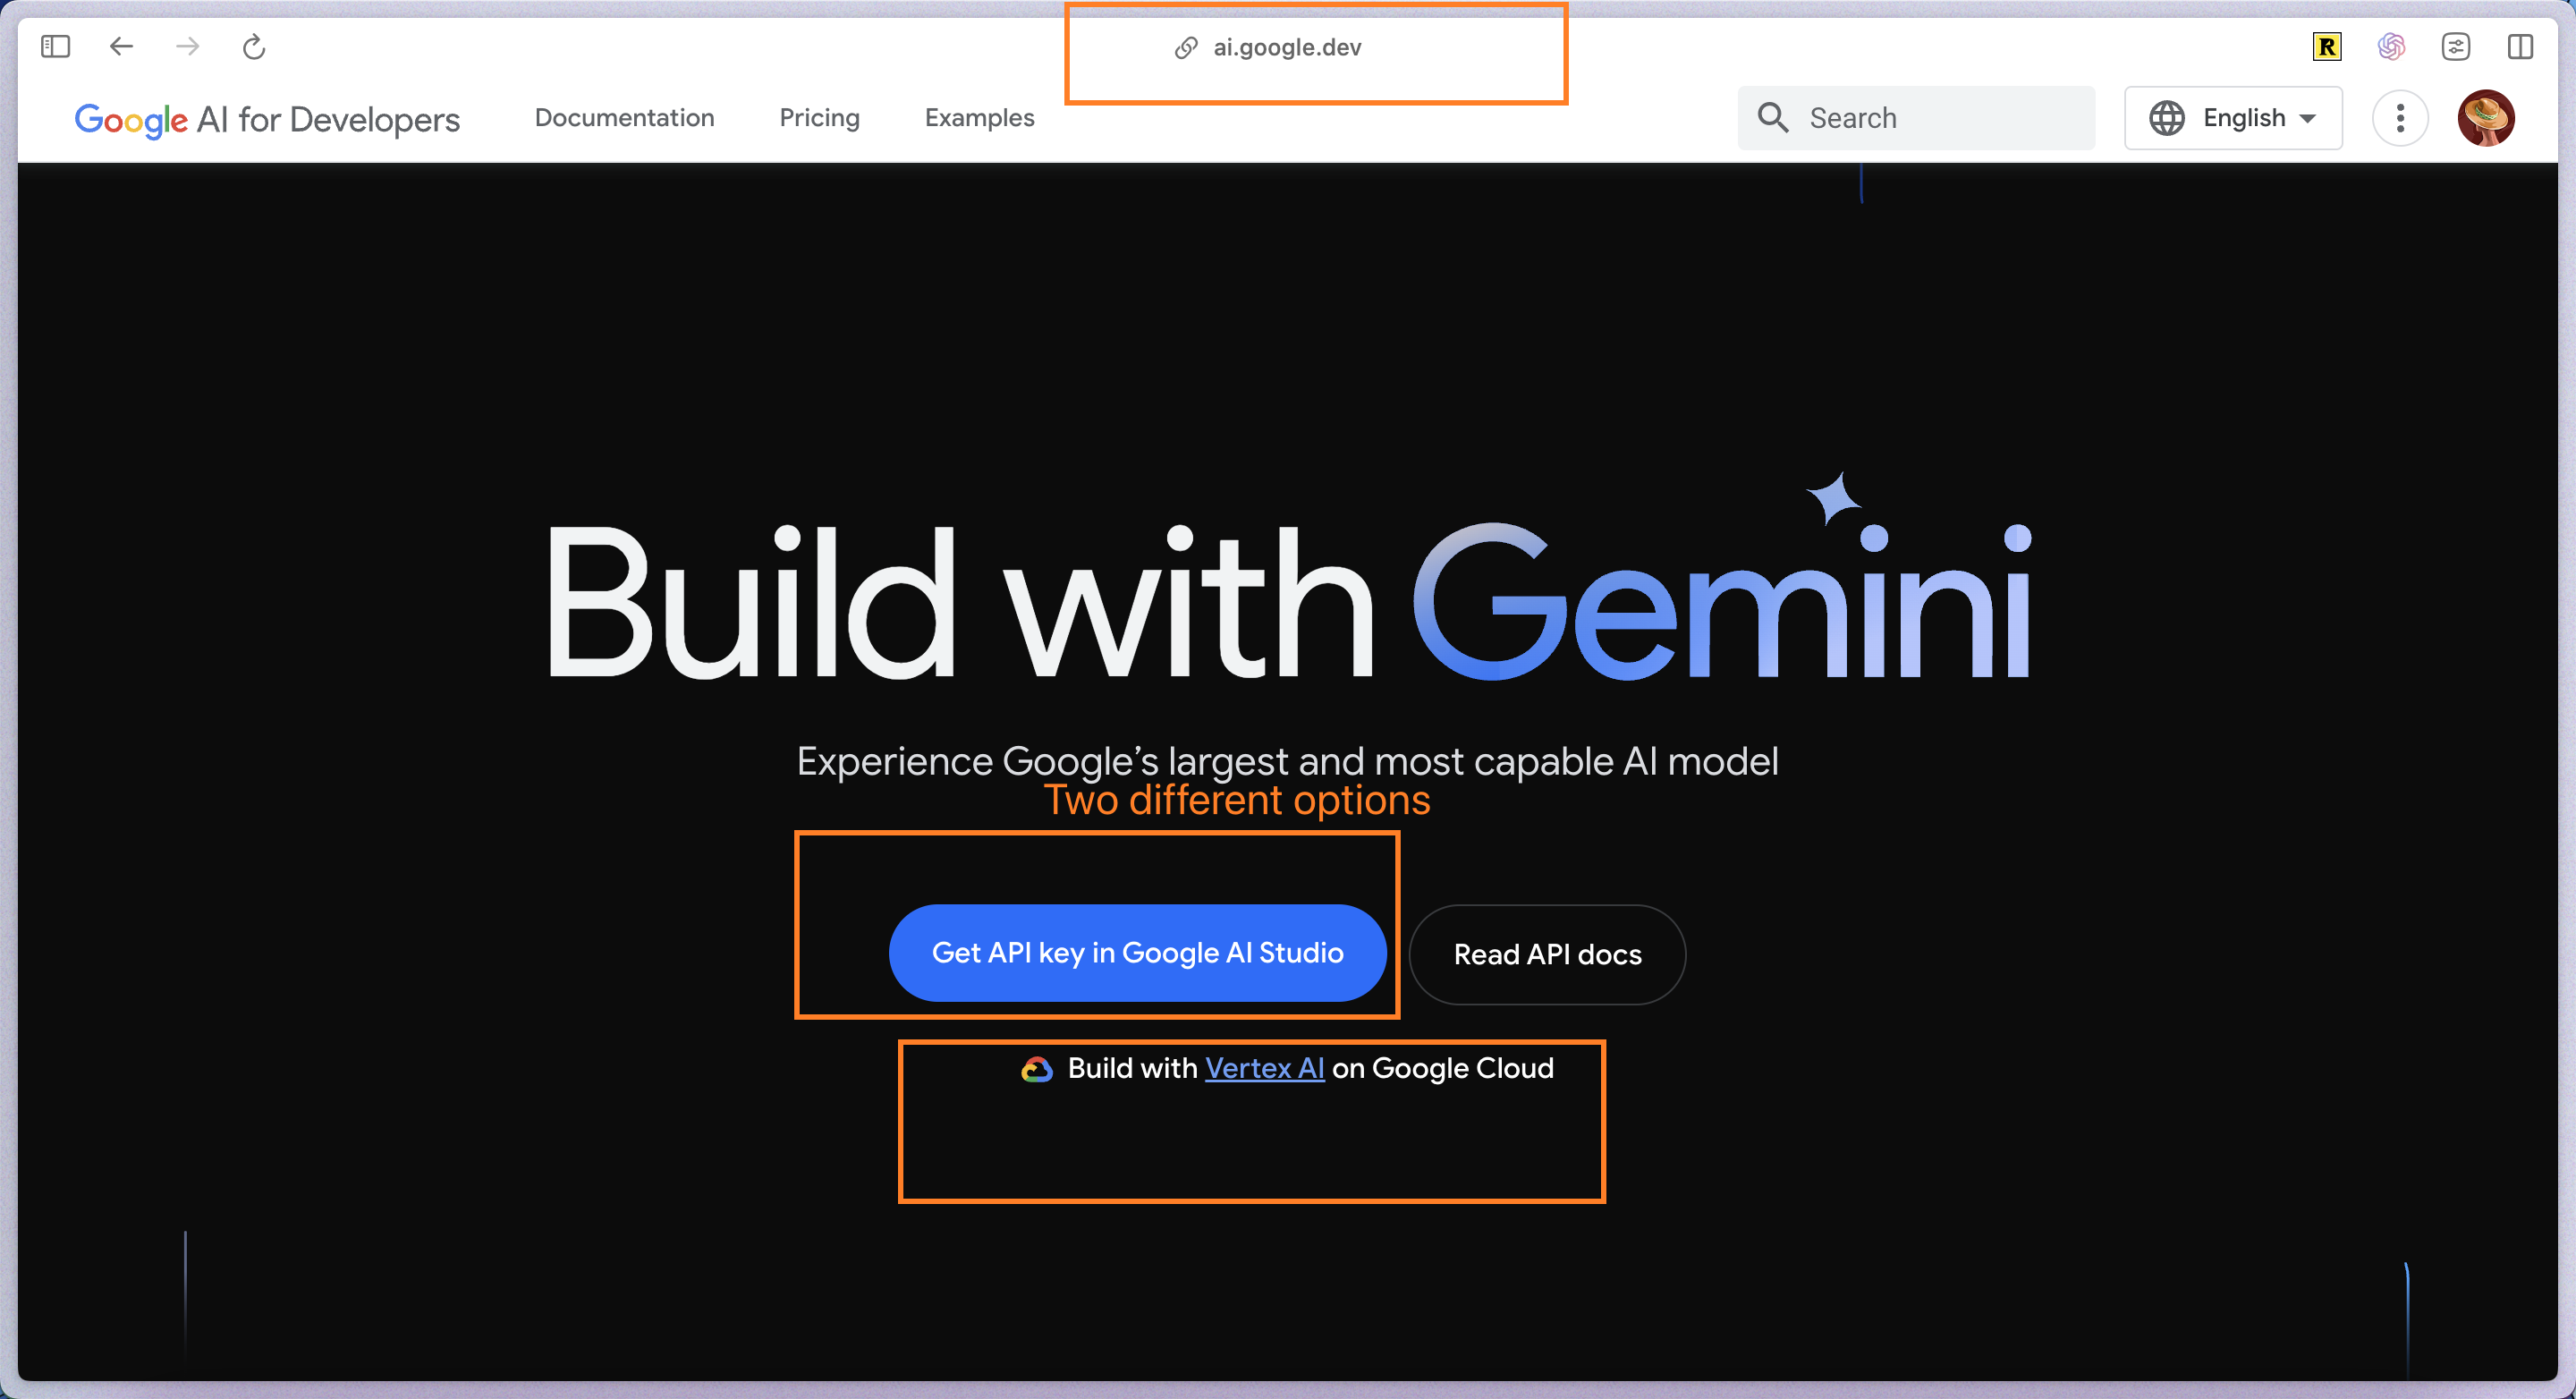 ai.google.dev
R
Google AI for Developers
Documentation
Pricing
Examples
Search
English
Build with Gemini
Experience Google’s largest and most capable AI model
Two different options
Get API key in Google AI Studio
Read API docs
Build with Vertex AI on Google Cloud